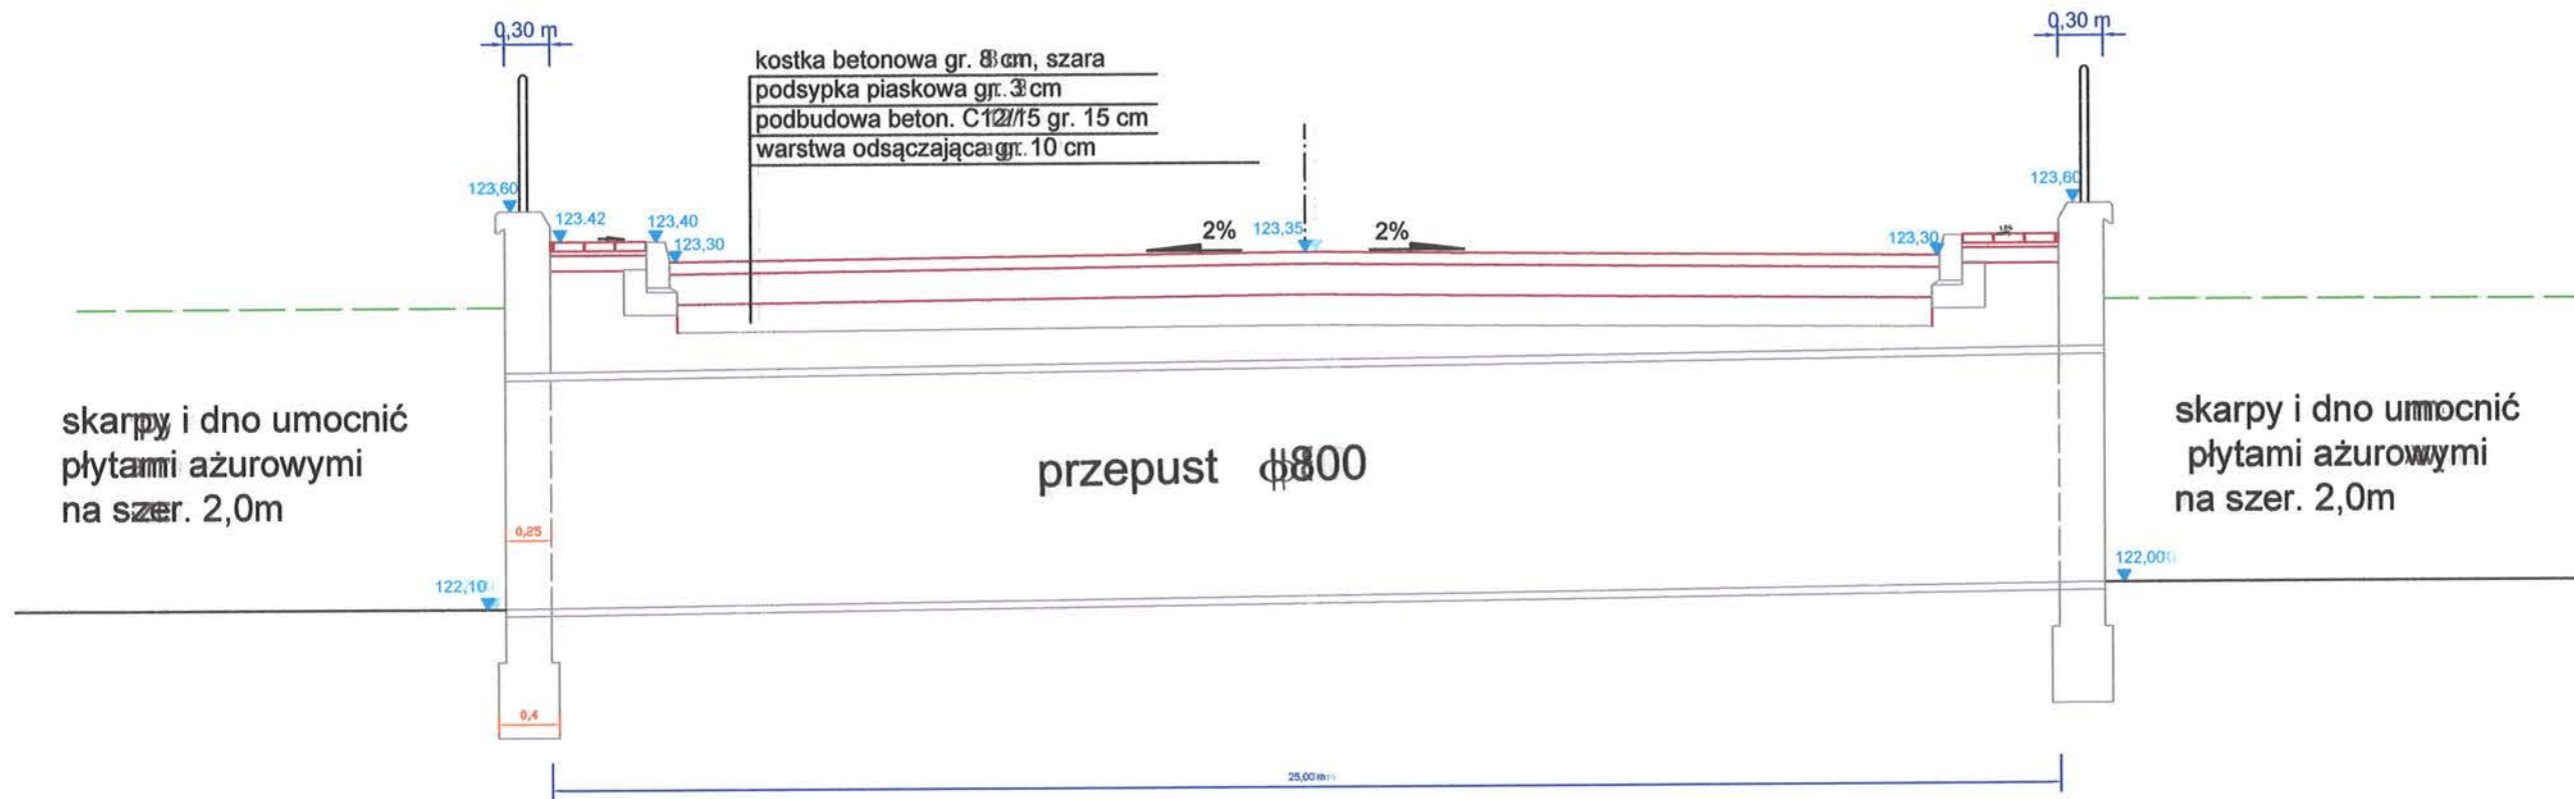 0,30 m
0,30 m
kostka betonowa gr. 8 cm, szara
podsypka piaskowa gr. 3 cm
podbudowa beton. C12/15 gr. 15 cm
warstwa odsączająca gr. 10 cm
123,60
123,60
123.42
123,40
123,30
2%
123,35
2%
123,30
skarpy i dno umocnić
płytami ażurowymi
na szer. 2,0m
przepust ϕ800
skarpy i dno umocnić
płytami ażurowymi
na szer. 2,0m
0,25
122,10
122,00
0,4
25,00 m